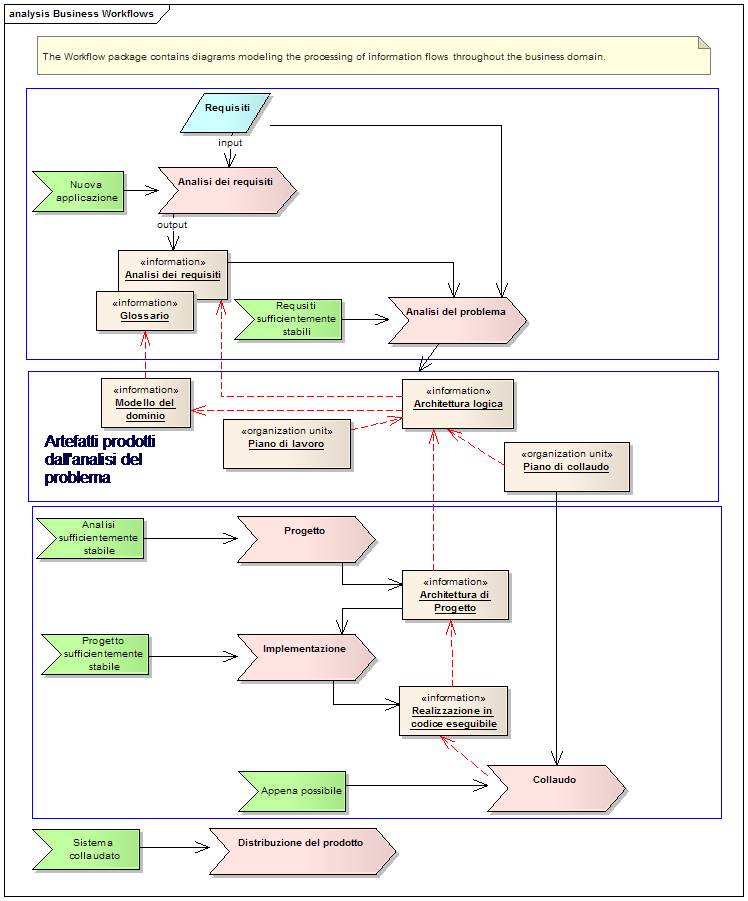 analysis Business Workflows
The Workflow package contains diagrams modeling the processing of information flows throughout the business domain.
Requisiti
input
Nuova
applicazione
Analisi dei requisiti
output
«information»
Analisi dei requisiti
«information»
Glossario
Requsiti
sufficientemente
stabili
Analisi del problema
«information»
Modello del
dominio
«information»
Architettura logica
Artefatti prodotti
dall'analisi del
problema
«organization unit»
Piano di lavoro
«organization unit»
Piano di collaudo
Analisi
sufficientemente
stabile
Progetto
«information»
Architettura di
Progetto
Progetto
sufficientemente
stabile
Implementazione
«information»
Realizzazione in
codice eseguibile
Appena possibile
Collaudo
Sistema
collaudato
Distribuzione del prodotto